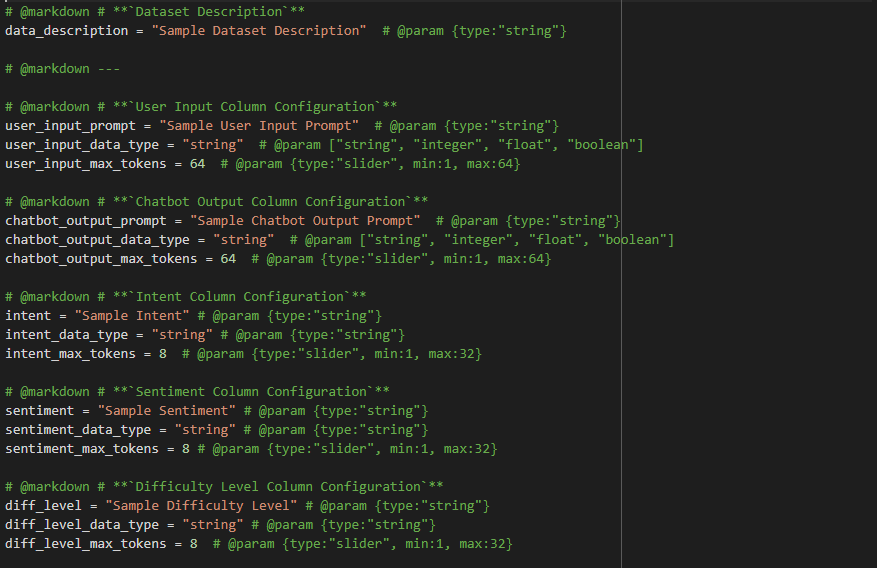 # @markdown # **`Dataset Description`**
data_description = "Sample Dataset Description"  # @param {type:"string"}
# @markdown ---
# @markdown # **`User Input Column Configuration`**
user_input_prompt = "Sample User Input Prompt"  # @param {type:"string"}
user_input_data_type = "string"  # @param ["string", "integer", "float", "boolean"]
user_input_max_tokens = 64  # @param {type:"slider", min:1, max:64}
# @markdown # **`Chatbot Output Column Configuration`**
chatbot_output_prompt = "Sample Chatbot Output Prompt"  # @param {type:"string"}
chatbot_output_data_type = "string"  # @param ["string", "integer", "float", "boolean"]
chatbot_output_max_tokens = 64  # @param {type:"slider", min:1, max:64}
# @markdown # **`Intent Column Configuration`**
intent = "Sample Intent" # @param {type:"string"}
intent_data_type = "string" # @param {type:"string"}
intent_max_tokens = 8  # @param {type:"slider", min:1, max:32}
# @markdown # **`Sentiment Column Configuration`**
sentiment = "Sample Sentiment" # @param {type:"string"}
sentiment_data_type = "string" # @param {type:"string"}
sentiment_max_tokens = 8 # @param {type:"slider", min:1, max:32}
# @markdown # **`Difficulty Level Column Configuration`**
diff_level = "Sample Difficulty Level" # @param {type:"string"}
diff_level_data_type = "string" # @param {type:"string"}
diff_level_max_tokens = 8  # @param {type:"slider", min:1, max:32}